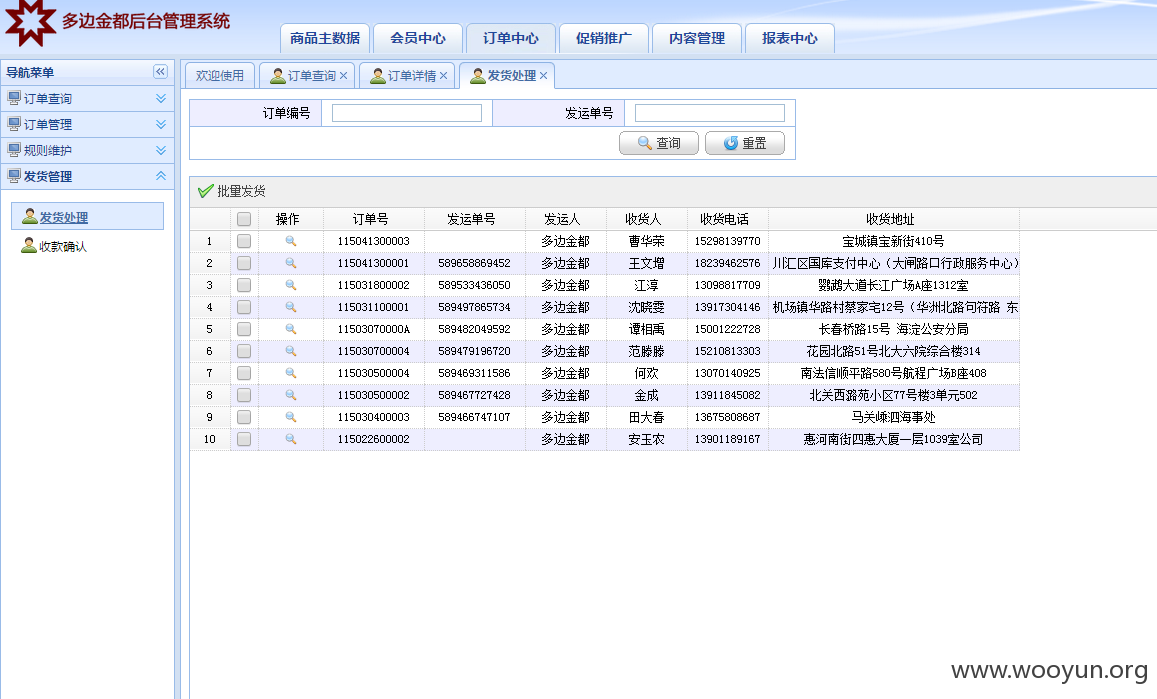 多边金都后台管理系统
商品主数据 会员中心 订单中心 促销推广 内容管理 报表中心
导航菜单
订单查询
订单管理
规则维护
发货管理
发货处理
收款确认
欢迎使用 订单查询 订单详情 发货处理
订单编号 发运单号
查询 重置
批量发货
操作 订单号 发运单号 发运人 收货人 收货电话 收货地址
1 115041300003 多边金都 曹华荣 15298139770 宝城镇宝新街410号
2 115041300001 589658869452 多边金都 王文增 18239462576 川汇区国库支付中心（大闸路口行政服务中心）
3 115031800002 589533436050 多边金都 江淳 13098817709 鹦鹉大道长江广场A座1312室
4 115031100001 589497865734 多边金都 沈晓雯 13917304146 机场镇华路村蔡家宅12号（华洲北路句符路 东
5 11503070000A 589482049592 多边金都 谭相禹 15001222728 长春桥路15号 海淀公安分局
6 115030700004 589479196720 多边金都 范滕滕 15210813303 花园北路51号北大六院综合楼314
7 115030500004 589469311586 多边金都 何欢 13070140925 南法信顺平路580号航程广场B座408
8 115030500002 589467727428 多边金都 金成 13911845082 北关西潞苑小区77号楼3单元502
9 115030400003 589466747107 多边金都 田大春 13675808687 马关嵊泗海事处
10 115022600002 多边金都 安玉农 13901189167 惠河南街四惠大厦一层1039室公司
www.wooyun.org